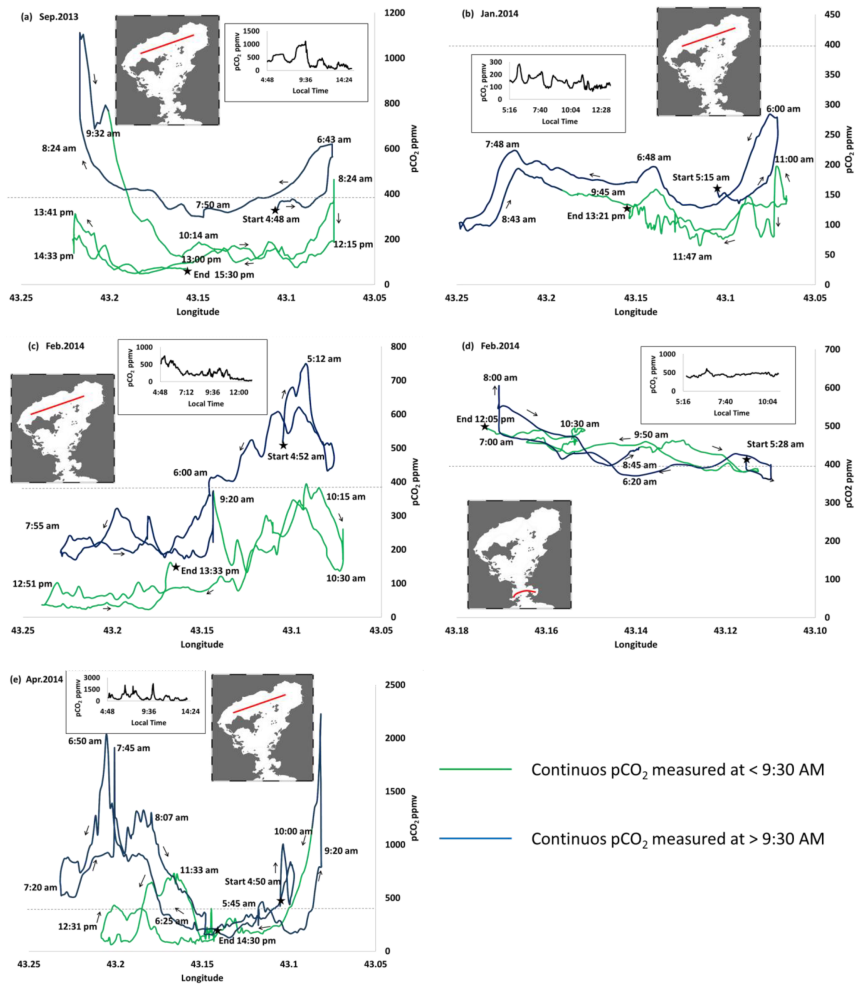 (a) Sep.2013
1200
1000
800
600
400
200
0
pCO₂ ppmv
pCO₂ ppmv
1500
1000
500
0
4:48 9:36 14:24
Local Time
9:32 am
8:24 am
6:43 am
8:24 am
7:50 am
Start 4:48 am
13:41 pm
10:14 am
12:15 pm
14:33 pm
13:00 pm
End 15:30 pm
43.25 43.2 43.15 43.1 43.05
Longitude
(b) Jan.2014
450
400
350
300
250
200
150
100
50
0
pCO₂ ppmv
pCO₂ ppmv
300
200
100
0
5:16 7:40 10:04 12:28
Local Time
6:00 am
7:48 am
6:48 am
11:00 am
Start 5:15 am
9:45 am
End 13:21 pm
8:43 am
11:47 am
43.25 43.2 43.15 43.1 43.05
Longitude
(c) Feb.2014
800
700
600
500
400
300
200
100
0
pCO₂ ppmv
pCO₂ ppmv
1000
500
0
4:48 7:12 9:36 12:00
Local Time
5:12 am
Start 4:52 am
6:00 am
9:20 am
10:15 am
7:55 am
End 13:33 pm
10:30 am
12:51 pm
43.25 43.2 43.15 43.1 43.05
Longitude
(d) Feb.2014
700
600
500
400
300
200
100
0
pCO2 ppmv
pCO₂ ppmv
1000
500
0
5:16 7:40 10:04
Local Time
8:00 am
End 12:05 pm
10:30 am
7:00 am
9:50 am
Start 5:28 am
8:45 am
6:20 am
43.18 43.16 43.14 43.12 43.10
Longitude
(e) Apr.2014
2500
2000
1500
1000
500
0
pCO₂ ppmv
pCO₂ ppmv
3000
1500
0
4:48 9:36 14:24
Local Time
6:50 am
7:45 am
8:07 am
10:00 am
9:20 am
7:20 am
11:33 am
Start 4:50 am
5:45 am
6:25 am
12:31 pm
End 14:30 pm
43.25 43.2 43.15 43.1 43.05
Longitude
Continuos pCO₂ measured at < 9:30 AM
Continuos pCO₂ measured at > 9:30 AM